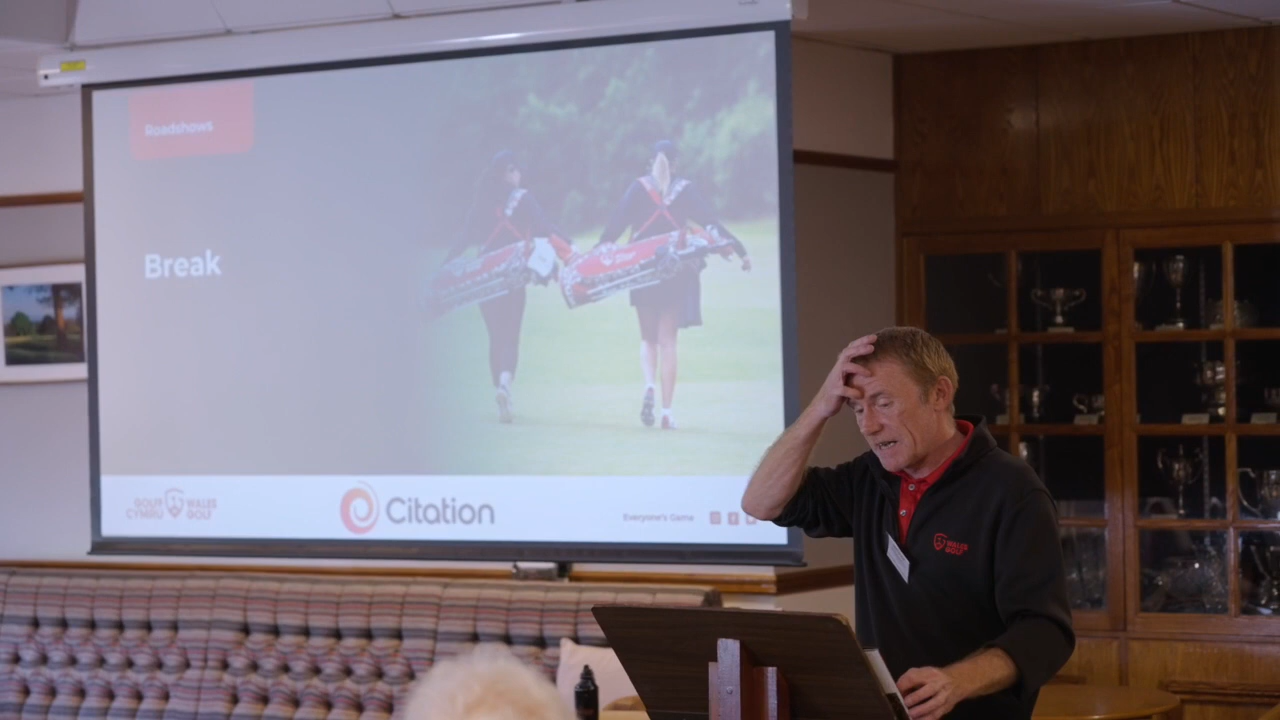 Roadshows
Break
GOLFF CYMRU
WALES GOLF
Citation
Everyone's Game
WALES
GOLF